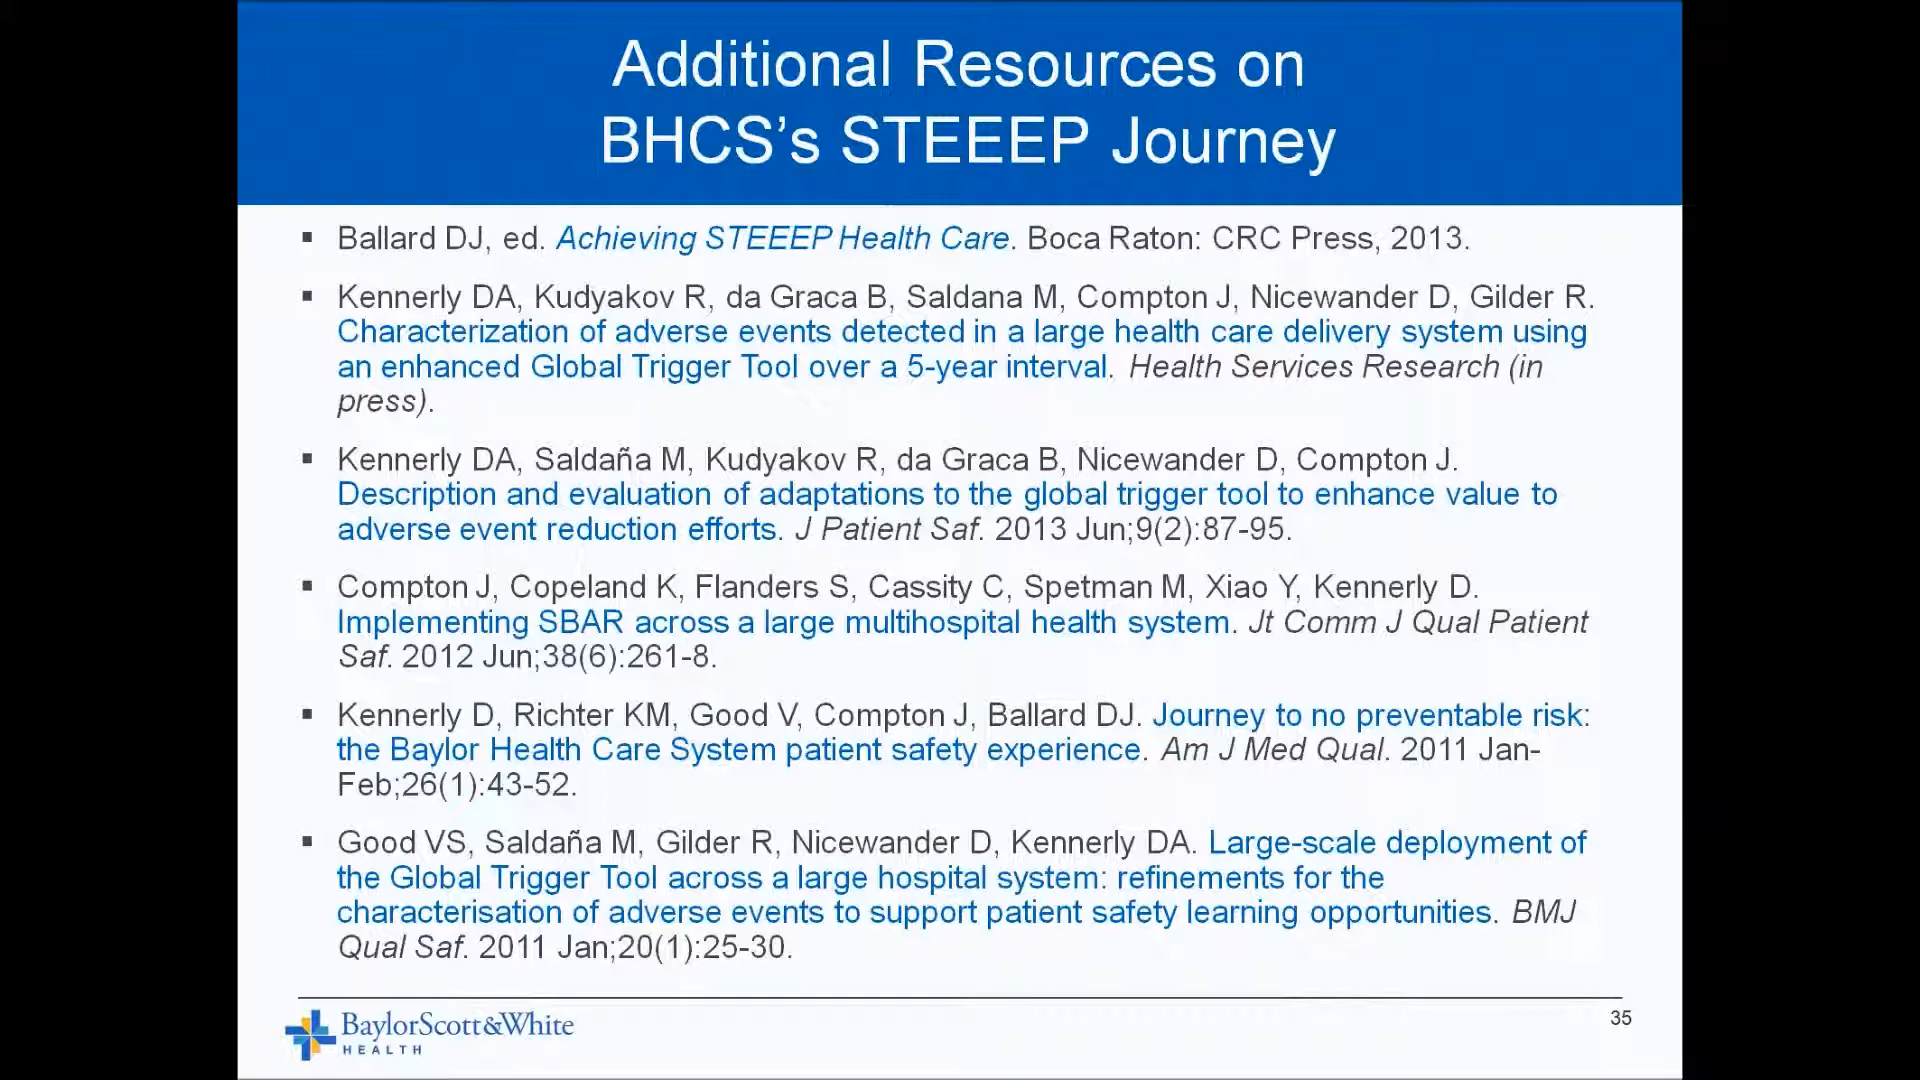 Additional Resources on
BHCS’s STEEEP Journey
▪ Ballard DJ, ed. Achieving STEEEP Health Care. Boca Raton: CRC Press, 2013.
▪ Kennerly DA, Kudyakov R, da Graca B, Saldana M, Compton J, Nicewander D, Gilder R.
Characterization of adverse events detected in a large health care delivery system using
an enhanced Global Trigger Tool over a 5-year interval. Health Services Research (in
press).
▪ Kennerly DA, Saldaña M, Kudyakov R, da Graca B, Nicewander D, Compton J.
Description and evaluation of adaptations to the global trigger tool to enhance value to
adverse event reduction efforts. J Patient Saf. 2013 Jun;9(2):87-95.
▪ Compton J, Copeland K, Flanders S, Cassity C, Spetman M, Xiao Y, Kennerly D.
Implementing SBAR across a large multihospital health system. Jt Comm J Qual Patient
Saf. 2012 Jun;38(6):261-8.
▪ Kennerly D, Richter KM, Good V, Compton J, Ballard DJ. Journey to no preventable risk:
the Baylor Health Care System patient safety experience. Am J Med Qual. 2011 Jan-
Feb;26(1):43-52.
▪ Good VS, Saldaña M, Gilder R, Nicewander D, Kennerly DA. Large-scale deployment of
the Global Trigger Tool across a large hospital system: refinements for the
characterisation of adverse events to support patient safety learning opportunities. BMJ
Qual Saf. 2011 Jan;20(1):25-30.
BaylorScott&White
HEALTH
35